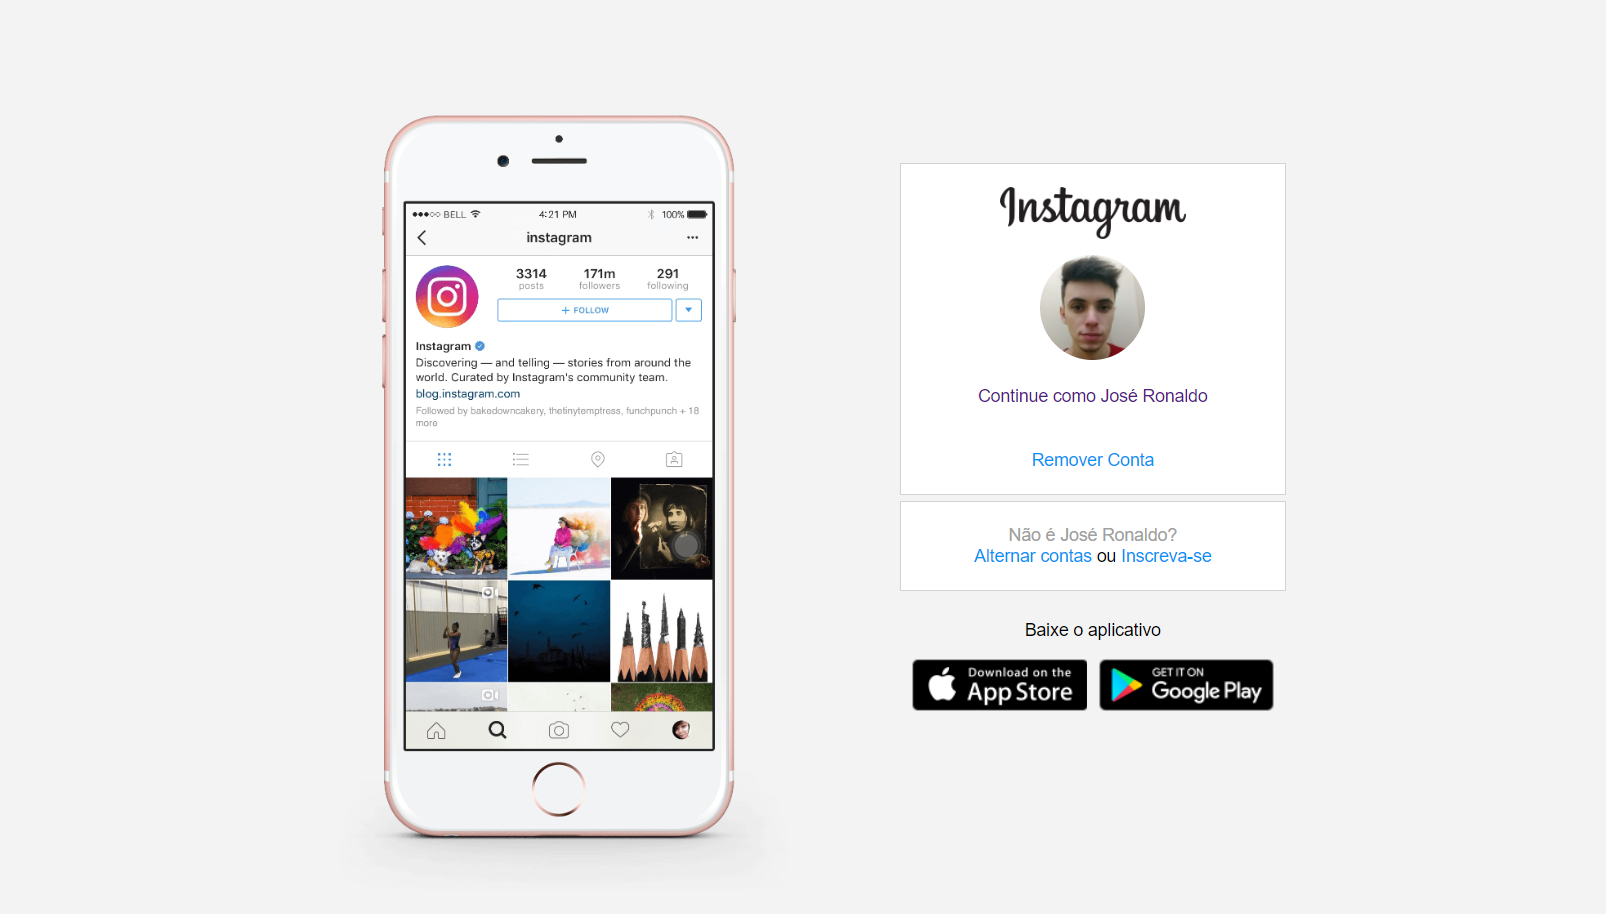 BELL 4:21 PM 100%
instagram
3314 171m 291
posts followers following
+ FOLLOW
Instagram
Discovering — and telling — stories from around the
world. Curated by Instagram's community team.
blog.instagram.com
Followed by bakedowncakery, thetinytemptress, funchpunch + 18
more
Instagram
Continue como José Ronaldo
Remover Conta
Não é José Ronaldo?
Alternar contas ou Inscreva-se
Baixe o aplicativo
Download on the
App Store
GET IT ON
Google Play